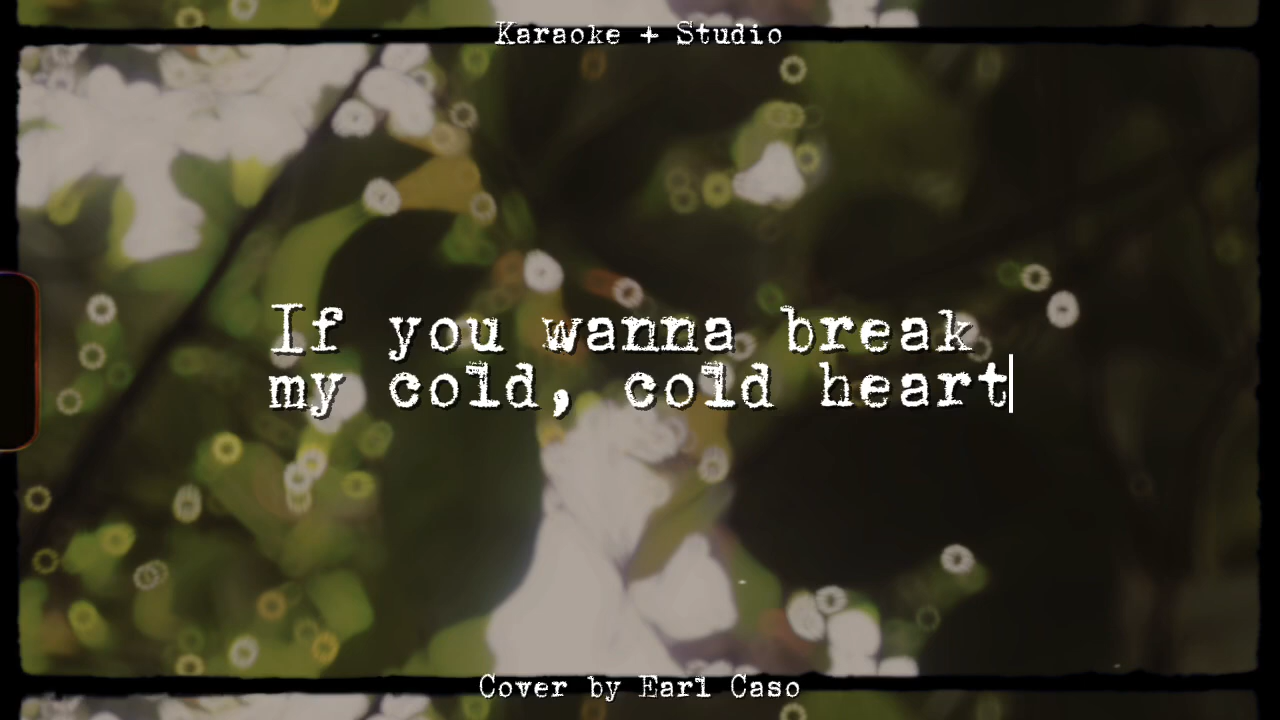 Karaoke + Studio
If you wanna break
my cold, cold heart
Cover by Earl Caso